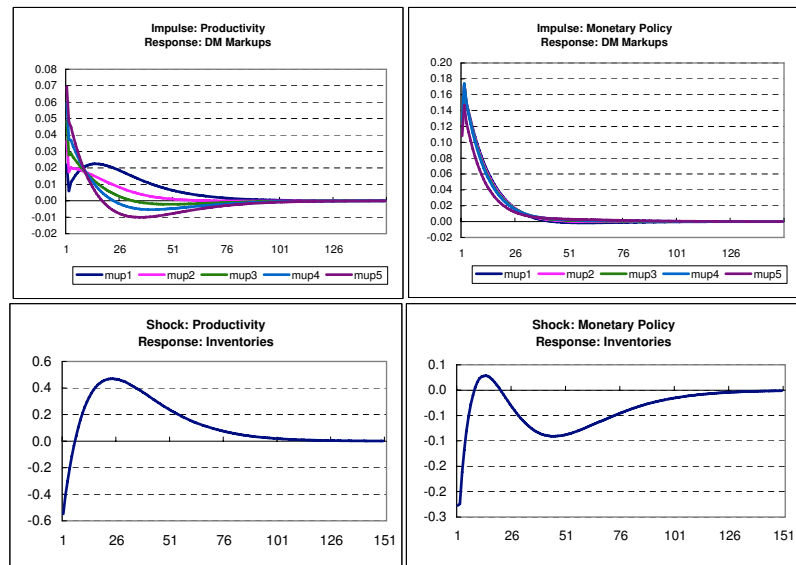 Impulse: Productivity
Response: DM Markups
0.08
0.07
0.06
0.05
0.04
0.03
0.02
0.01
0.00
-0.01
-0.02
1 26 51 76 101 126
mup1 mup2 mup3 mup4 mup5
Impulse: Monetary Policy
Response: DM Markups
0.20
0.18
0.16
0.14
0.12
0.10
0.08
0.06
0.04
0.02
0.00
-0.02
1 26 51 76 101 126
mup1 mup2 mup3 mup4 mup5
Shock: Productivity
Response: Inventories
0.6
0.4
0.2
0.0
-0.2
-0.4
-0.6
1 26 51 76 101 126 151
Shock: Monetary Policy
Response: Inventories
0.1
0.0
-0.1
-0.1
-0.2
-0.2
-0.3
1 26 51 76 101 126 151